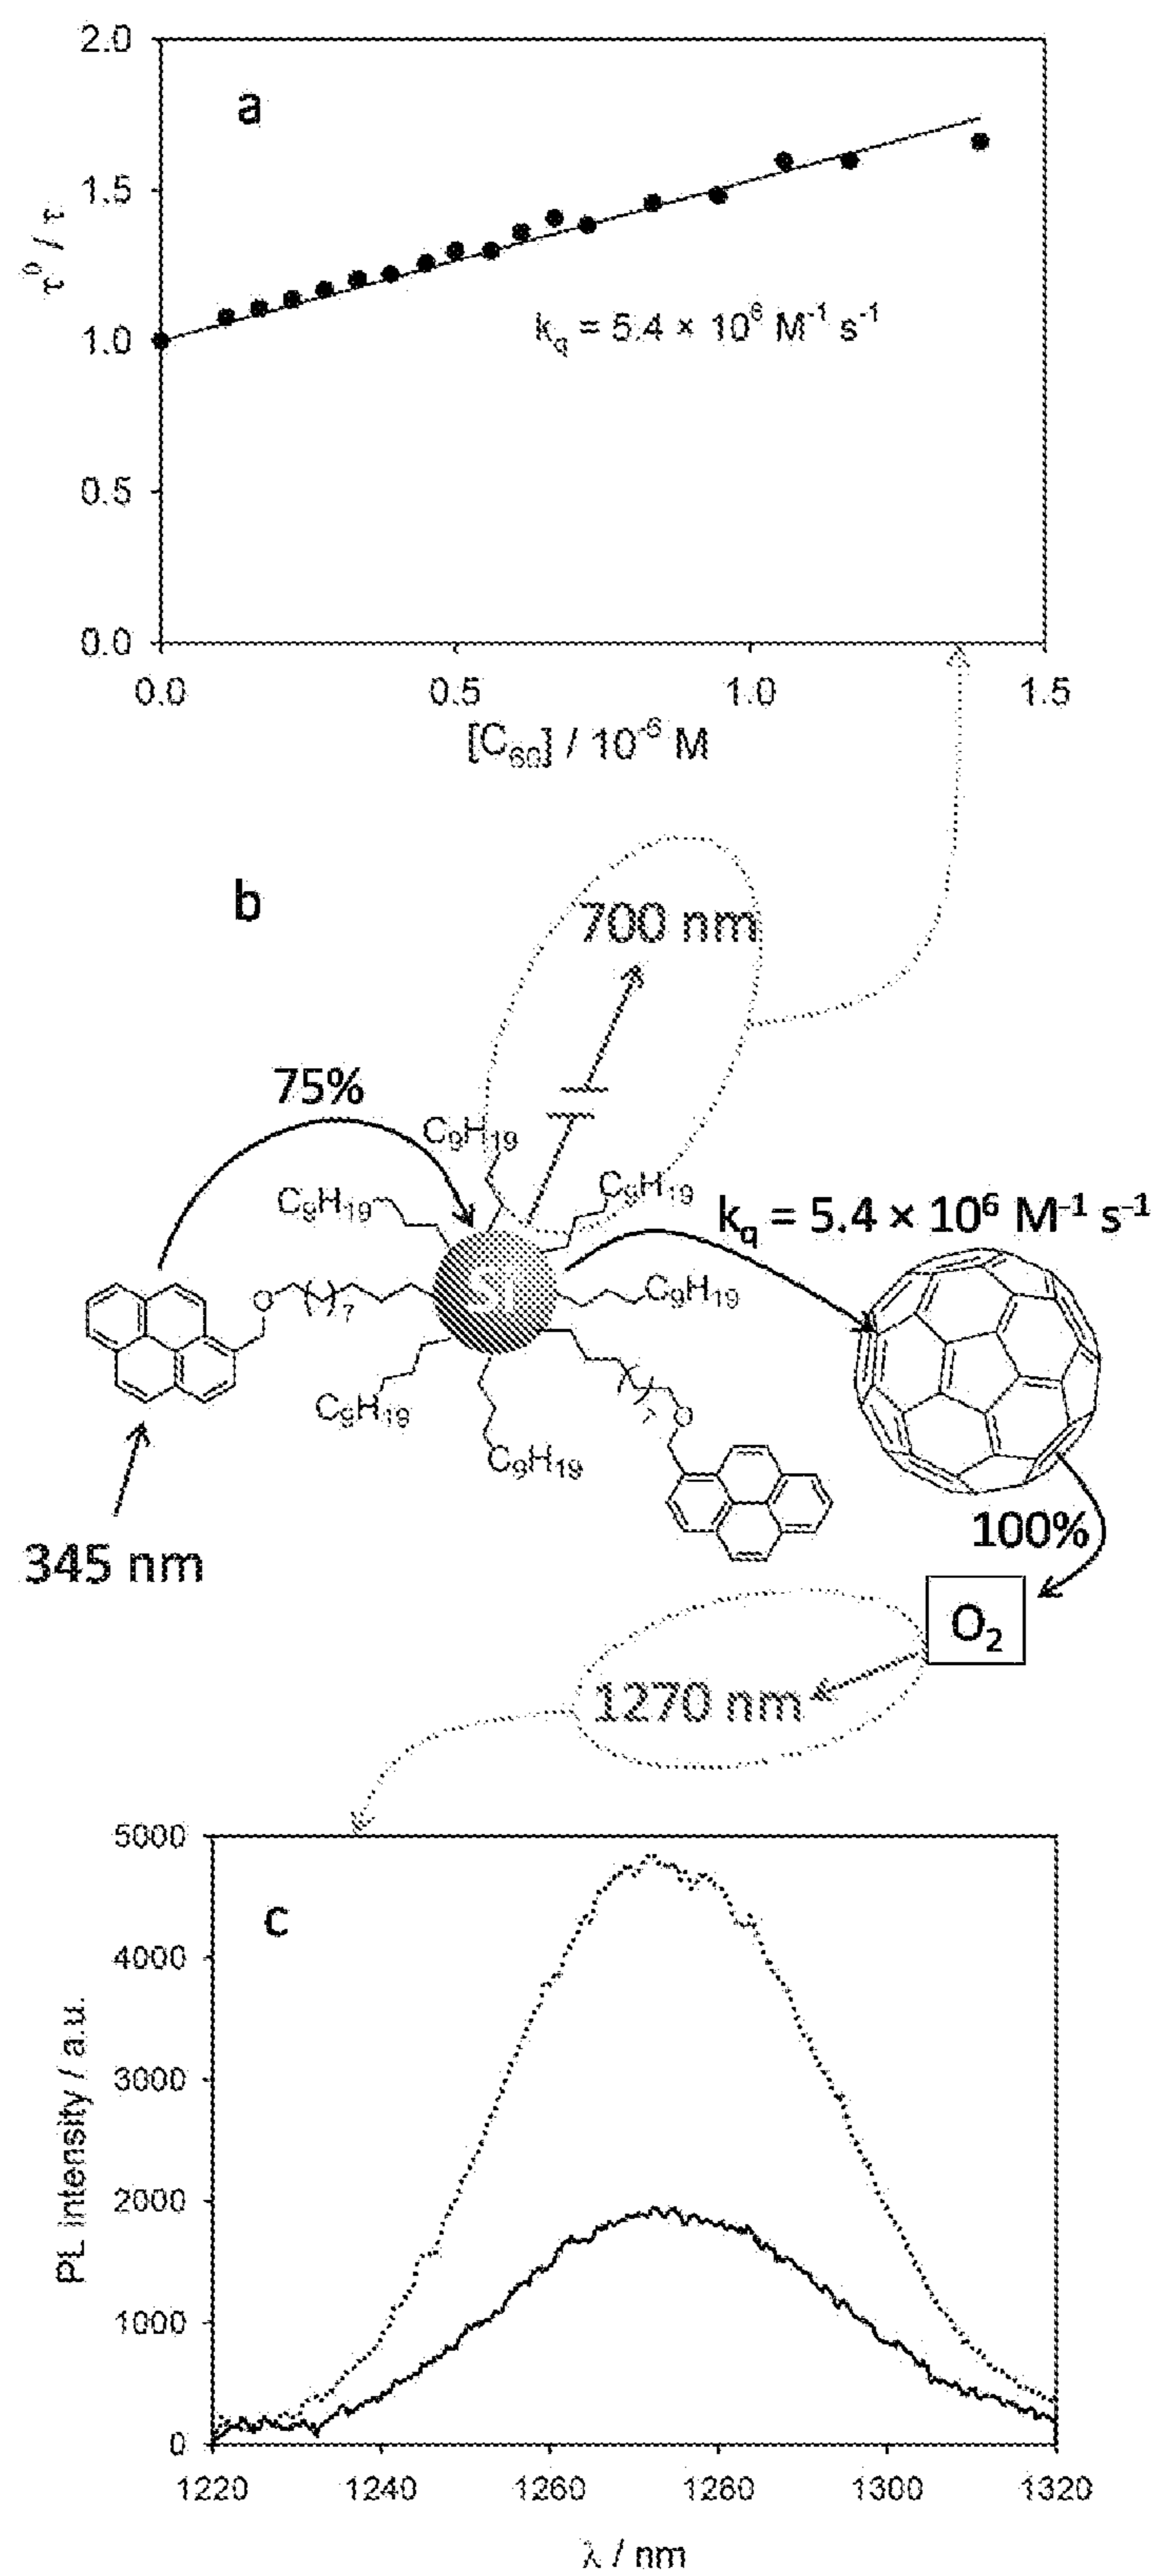 2.0
a
1.5
τ⁰ / τ
1.0
kq = 5.4 × 10⁶ M⁻¹ s⁻¹
0.5
0.0
0.0 0.5 1.0 1.5
[C₆₀] / 10⁻⁶ M
b
700 nm
75%
C₉H₁₉
C₉H₁₉
C₉H₁₉
kq = 5.4 × 10⁶ M⁻¹ s⁻¹
Si
O
7
C₉H₁₉
C₉H₁₉
7
O
C₉H₁₉
345 nm
100%
O₂
1270 nm
5000
c
4000
PL intensity / a.u.
3000
2000
1000
0
1220 1240 1260 1280 1300 1320
λ / nm